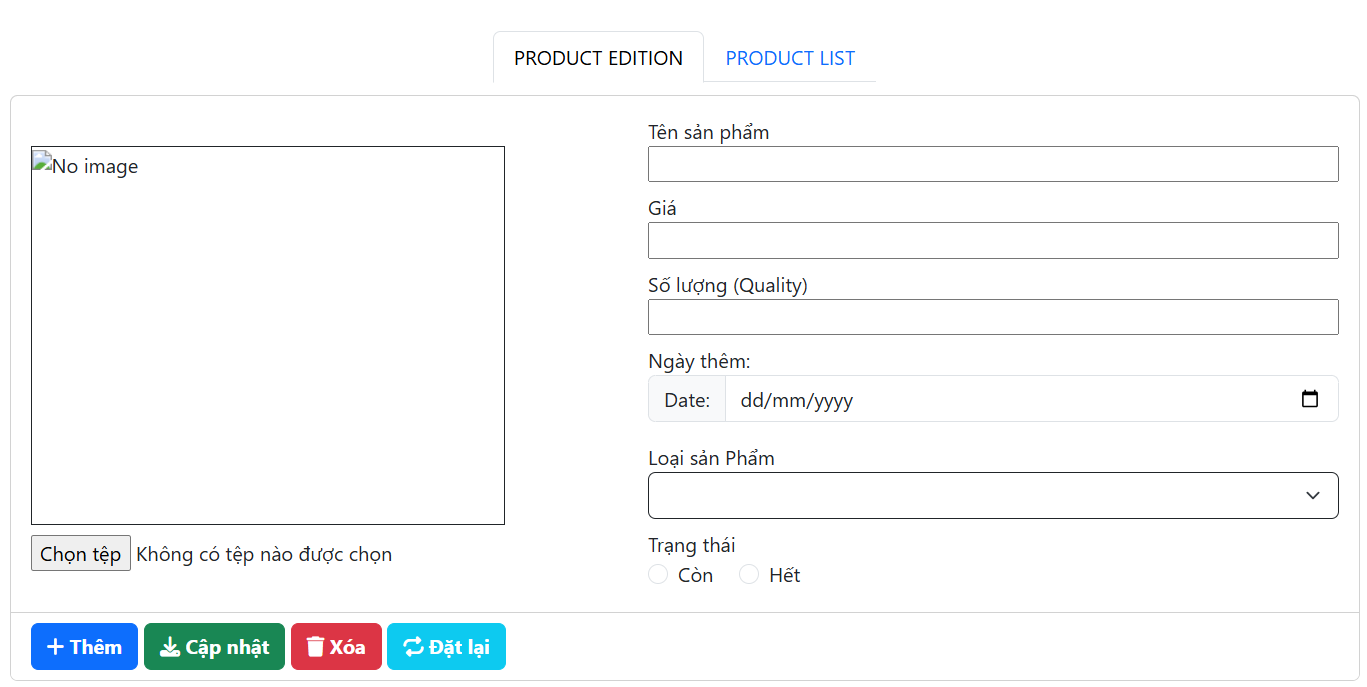 PRODUCT EDITION PRODUCT LIST
No image
Chọn tệp Không có tệp nào được chọn
Tên sản phẩm
Giá
Số lượng (Quality)
Ngày thêm:
Date: dd/mm/yyyy
Loại sản Phẩm
Trạng thái
Còn Hết
Thêm Cập nhật Xóa Đặt lại